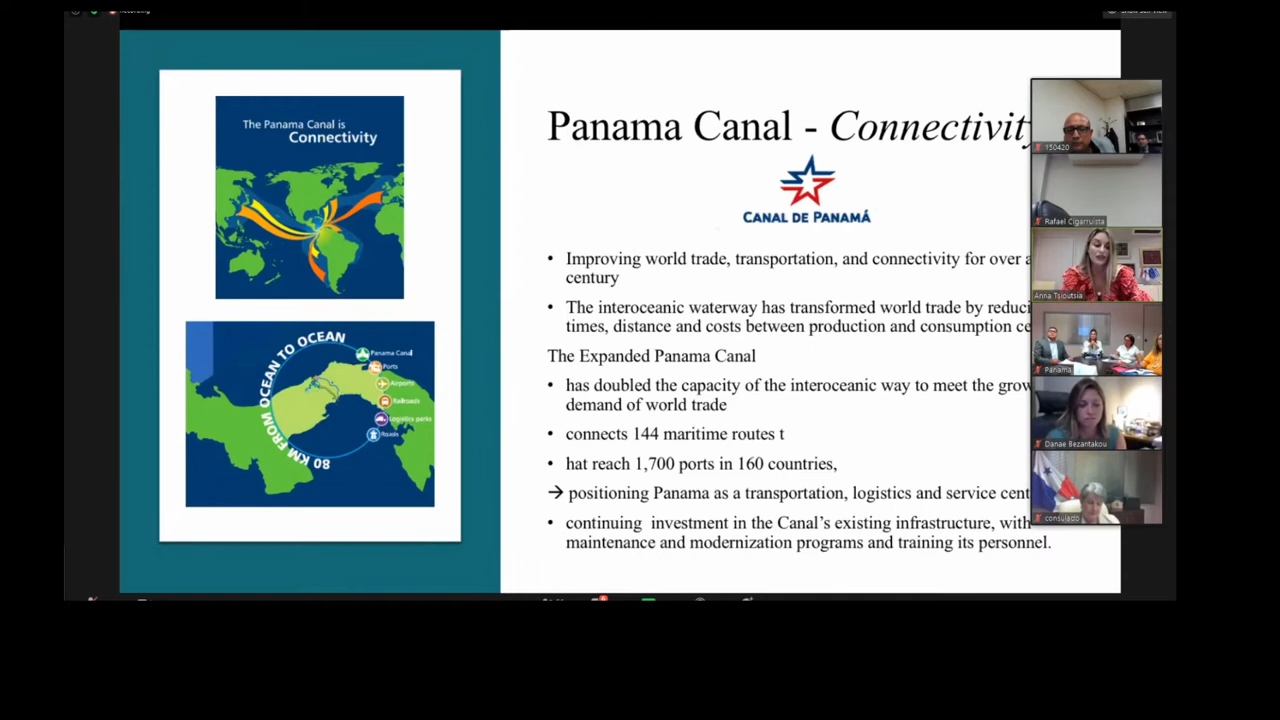 Recording
The Panama Canal is
Connectivity
80 KM FROM OCEAN TO OCEAN
Panama Canal
Ports
Airports
Railroads
Logistics parks
Roads
Panama Canal - Connectivity
CANAL DE PANAMÁ
• Improving world trade, transportation, and connectivity for over a
century
• The interoceanic waterway has transformed world trade by reduci
times, distance and costs between production and consumption ce
The Expanded Panama Canal
• has doubled the capacity of the interoceanic way to meet the grow
demand of world trade
• connects 144 maritime routes t
• hat reach 1,700 ports in 160 countries,
→ positioning Panama as a transportation, logistics and service cent
• continuing investment in the Canal's existing infrastructure, with
maintenance and modernization programs and training its personnel.
150420
Rafael Cigarruista
Anna Tsioutsia
Panama
Danae Bezantakou
consulado